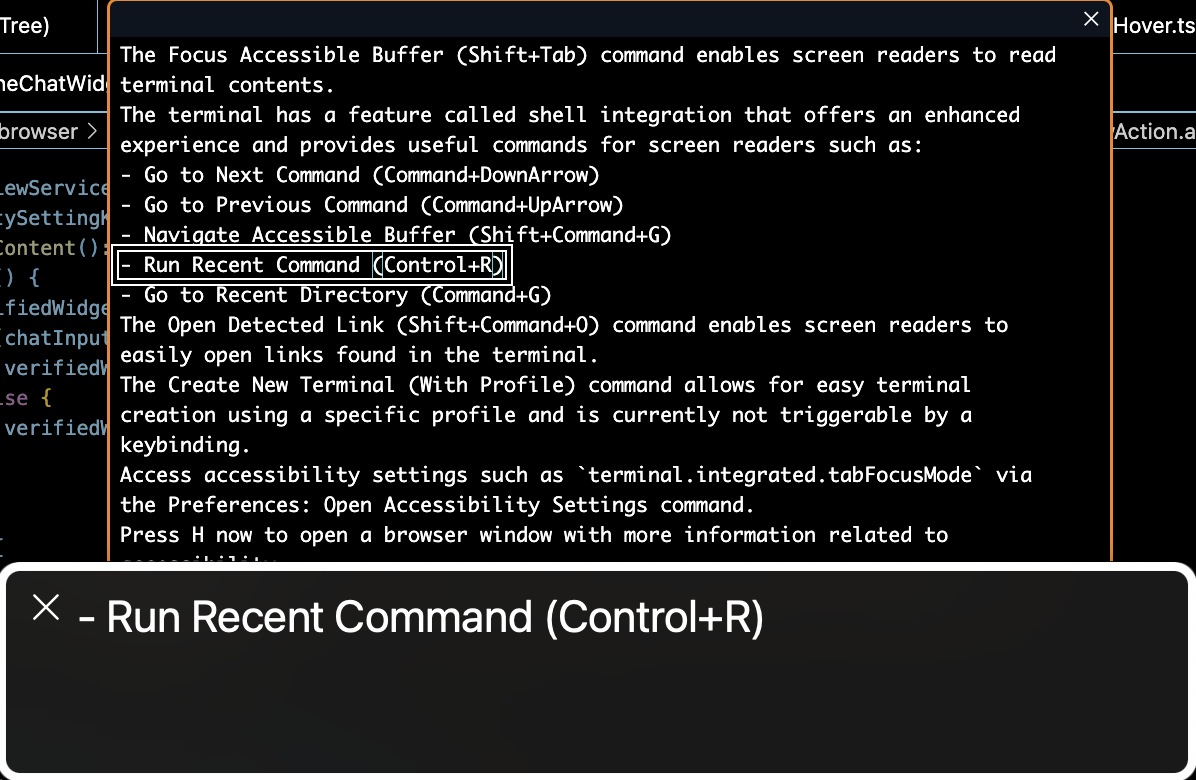 Tree)
Hover.ts
The Focus Accessible Buffer (Shift+Tab) command enables screen readers to read
terminal contents.
The terminal has a feature called shell integration that offers an enhanced
experience and provides useful commands for screen readers such as:
- Go to Next Command (Command+DownArrow)
- Go to Previous Command (Command+UpArrow)
- Navigate Accessible Buffer (Shift+Command+G)
- Run Recent Command (Control+R)
- Go to Recent Directory (Command+G)
The Open Detected Link (Shift+Command+O) command enables screen readers to
easily open links found in the terminal.
The Create New Terminal (With Profile) command allows for easy terminal
creation using a specific profile and is currently not triggerable by a
keybinding.
Access accessibility settings such as `terminal.integrated.tabFocusMode` via
the Preferences: Open Accessibility Settings command.
Press H now to open a browser window with more information related to
neChatWid
browser >
Action.a
iewService
tySettingK
Content():
() {
ifiedWidge
(chatInput
verifiedW
lse {
verifiedW
- Run Recent Command (Control+R)